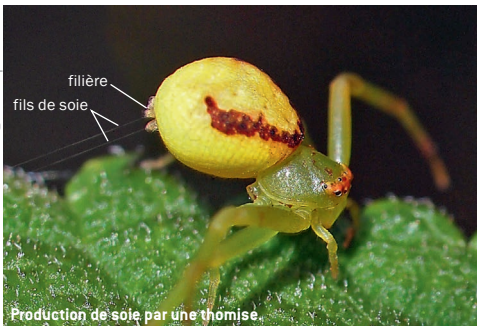 filière
fils de soie
Production de soie par une thomise.